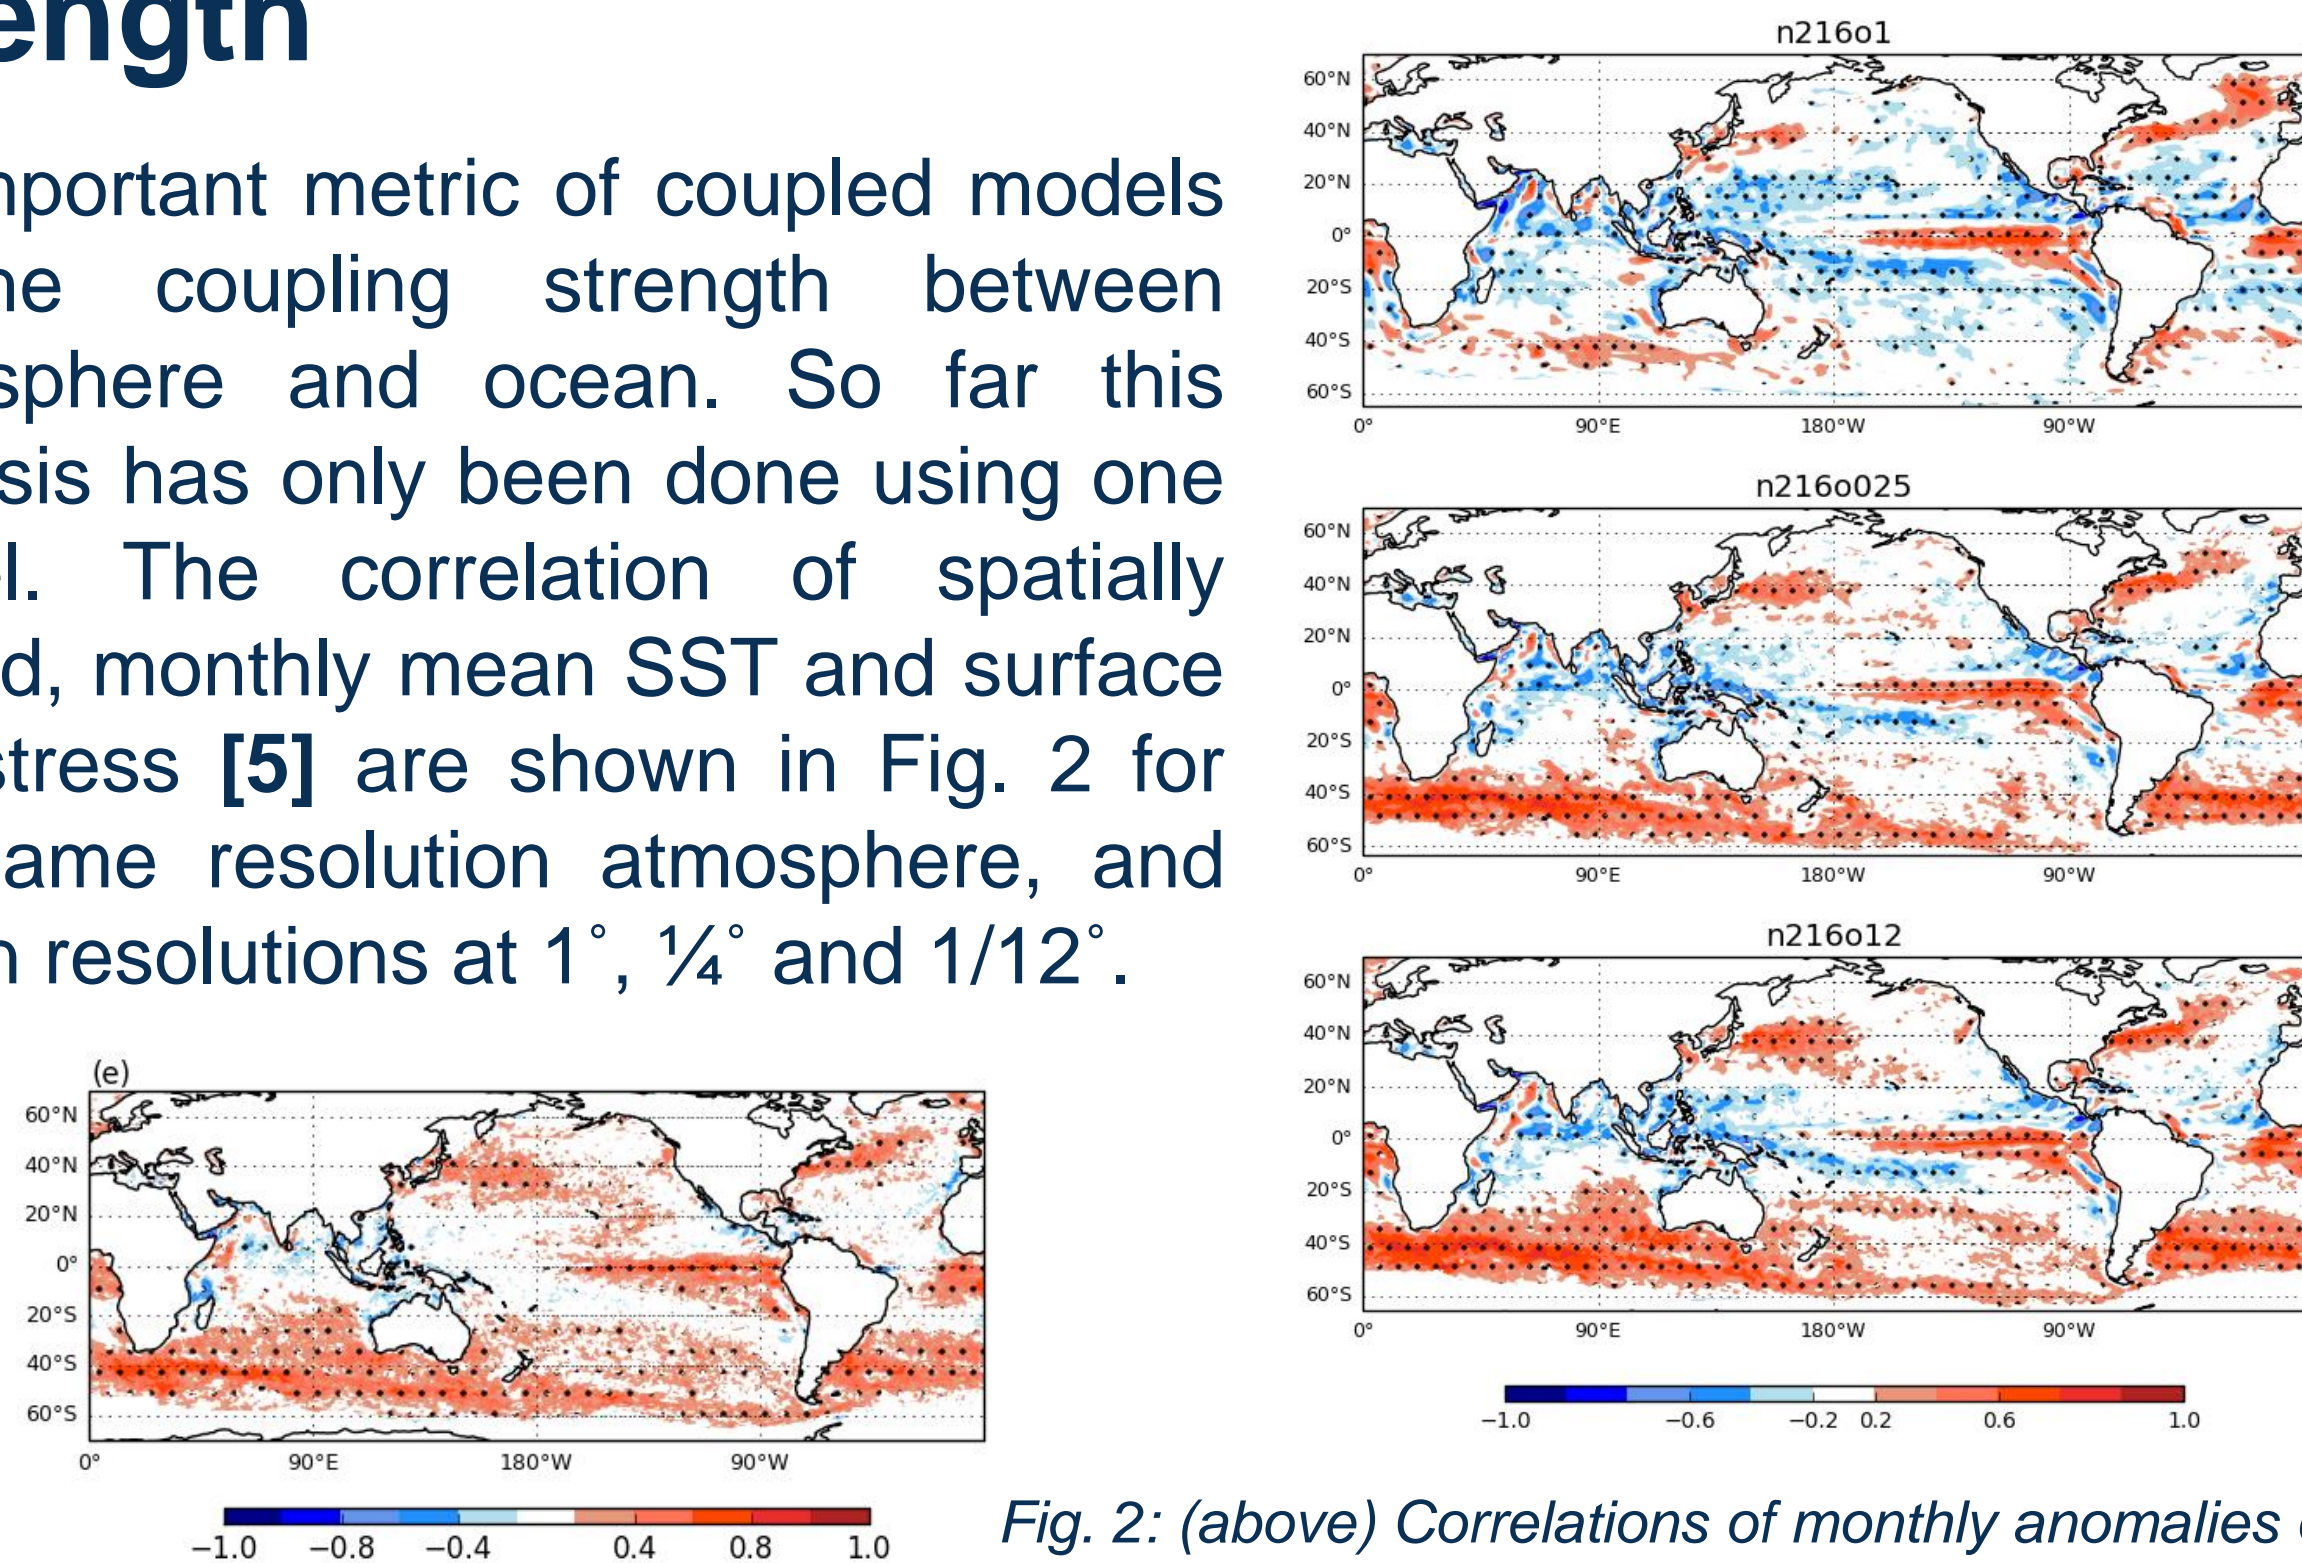 ength
nportant metric of coupled models
ne coupling strength between
sphere and ocean. So far this
sis has only been done using one
el. The correlation of spatially
d, monthly mean SST and surface
stress [5] are shown in Fig. 2 for
ame resolution atmosphere, and
n resolutions at 1˚, ¼˚ and 1/12˚.
(e)
60°N
40°N
20°N
0°
20°S
40°S
60°S
0° 90°E 180°W 90°W
−1.0 −0.8 −0.4 0.4 0.8 1.0
n216o1
60°N
40°N
20°N
0°
20°S
40°S
60°S
0° 90°E 180°W 90°W
n216o025
60°N
40°N
20°N
0°
20°S
40°S
60°S
0° 90°E 180°W 90°W
n216o12
60°N
40°N
20°N
0°
20°S
40°S
60°S
0° 90°E 180°W 90°W
−1.0 −0.6 −0.2 0.2 0.6 1.0
Fig. 2: (above) Correlations of monthly anomalies